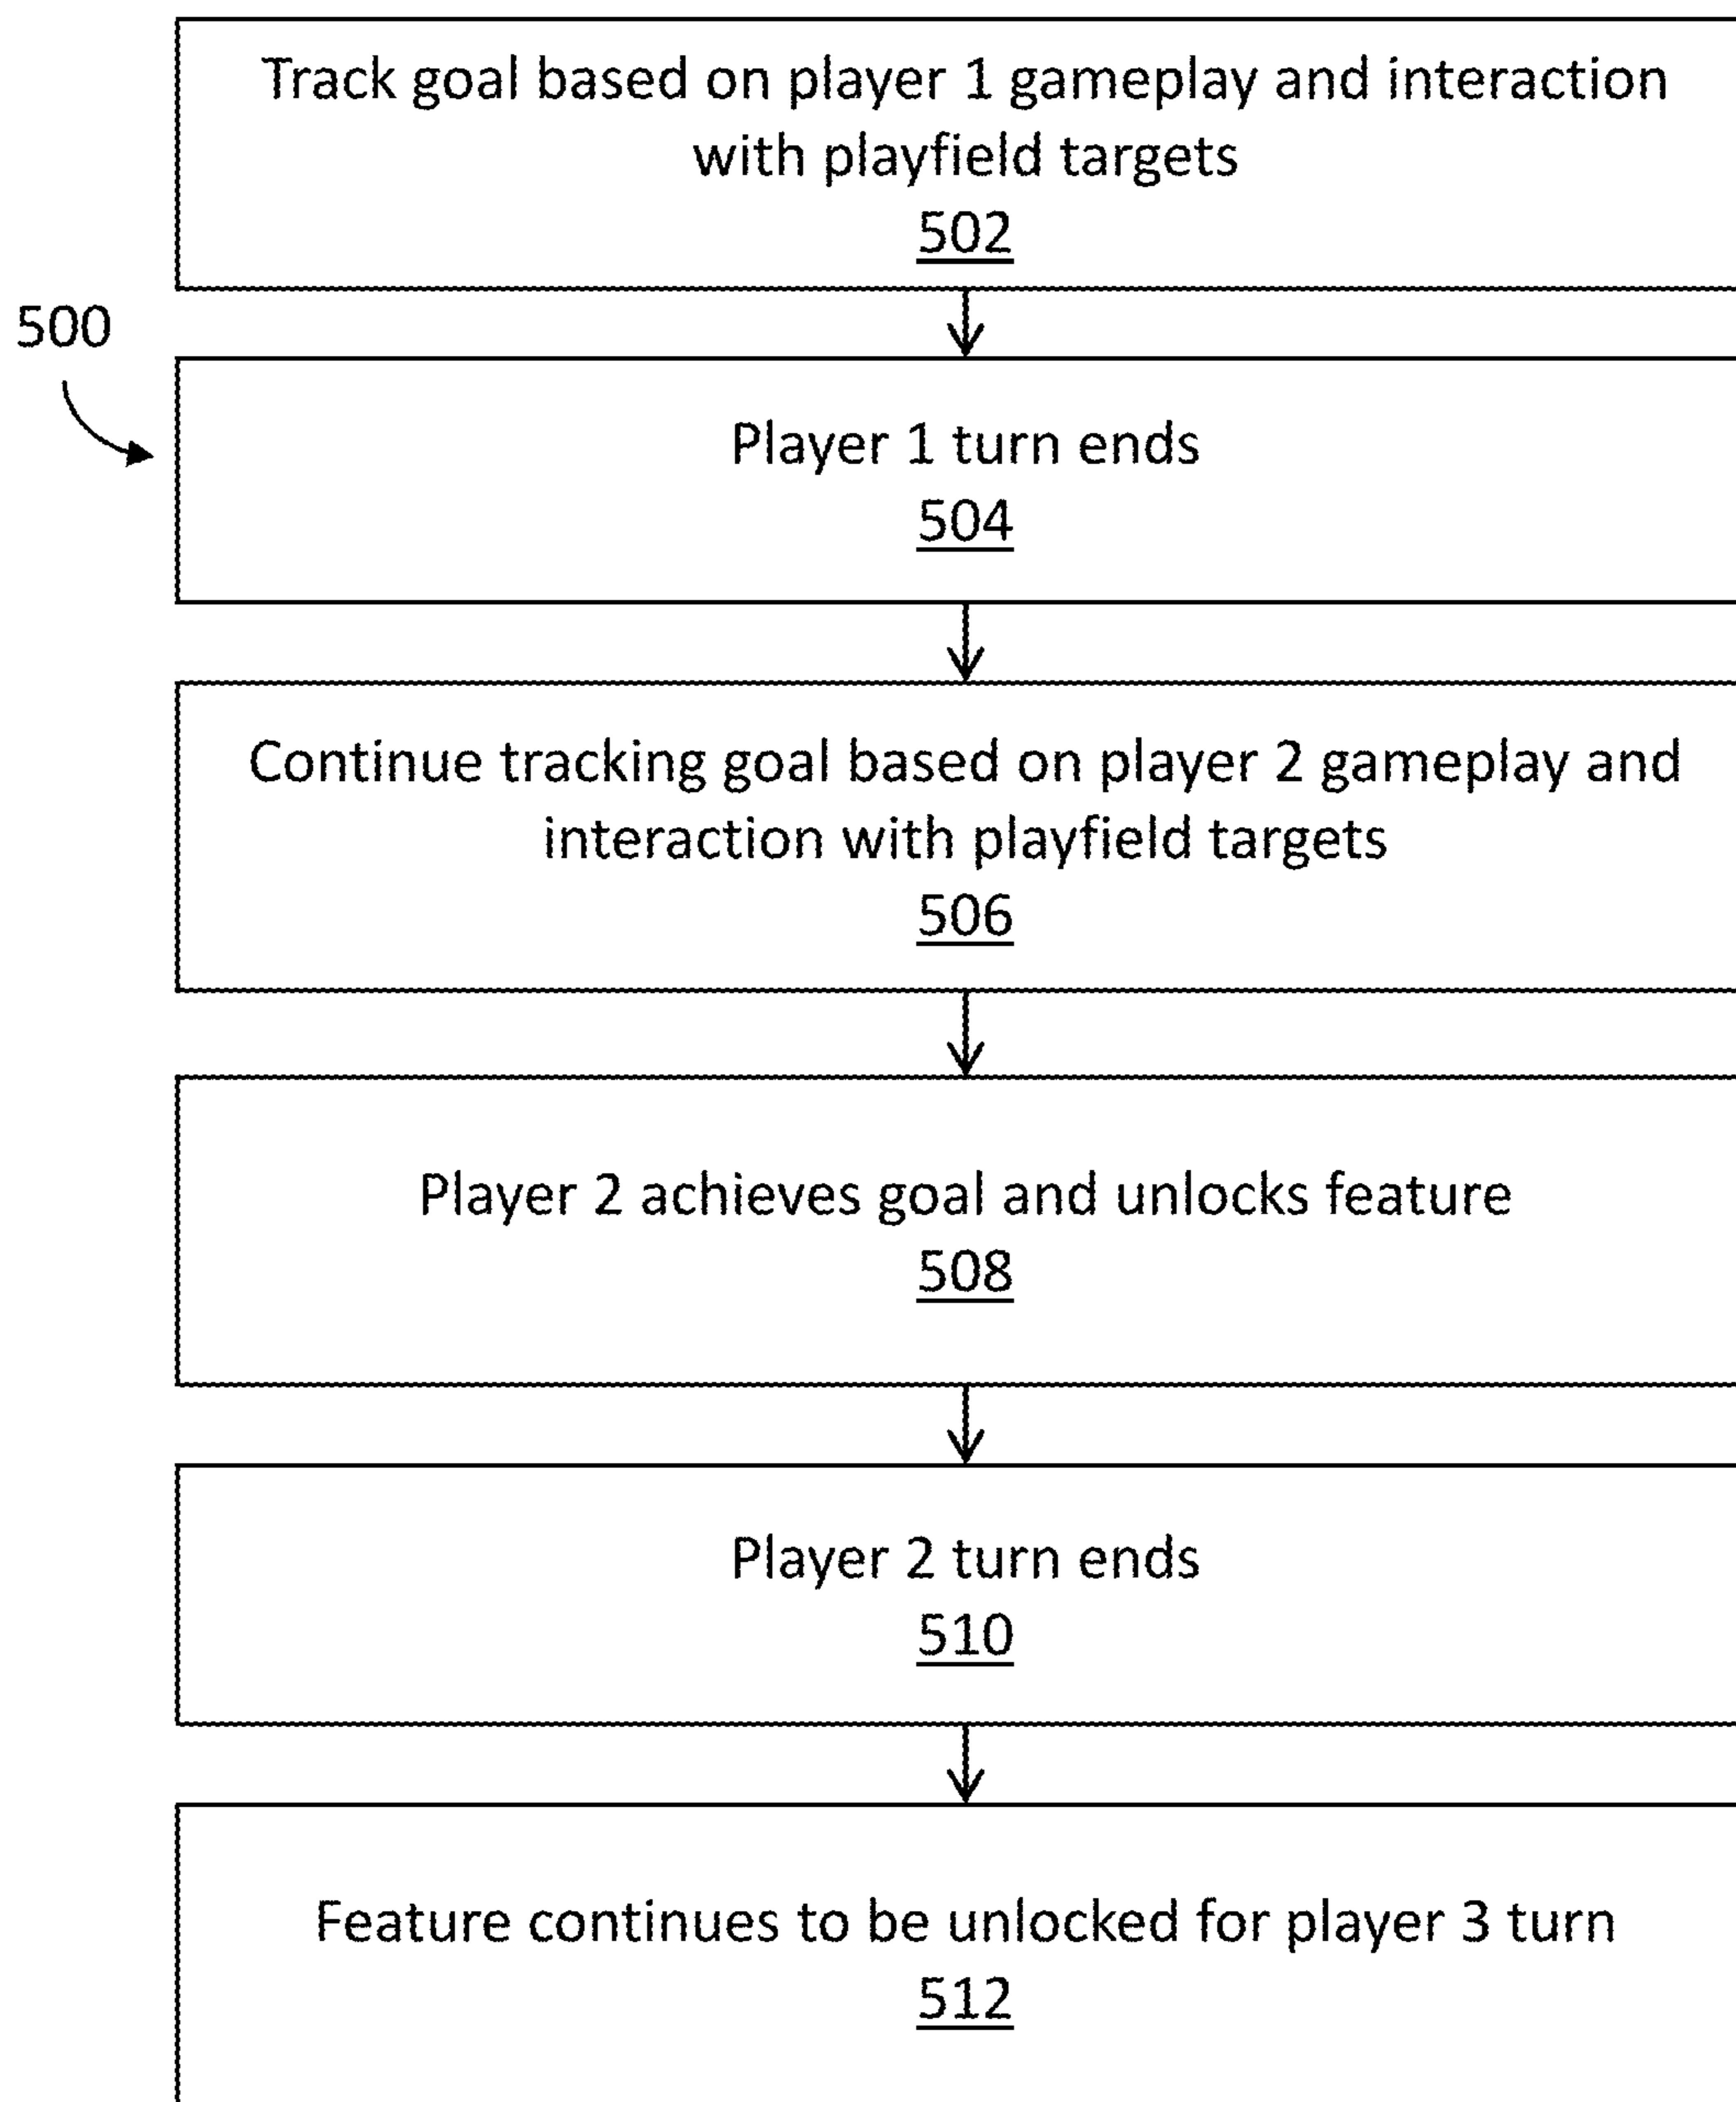 Track goal based on player 1 gameplay and interaction
with playfield targets
502
500
Player 1 turn ends
504
Continue tracking goal based on player 2 gameplay and
interaction with playfield targets
506
Player 2 achieves goal and unlocks feature
508
Player 2 turn ends
510
Feature continues to be unlocked for player 3 turn
512